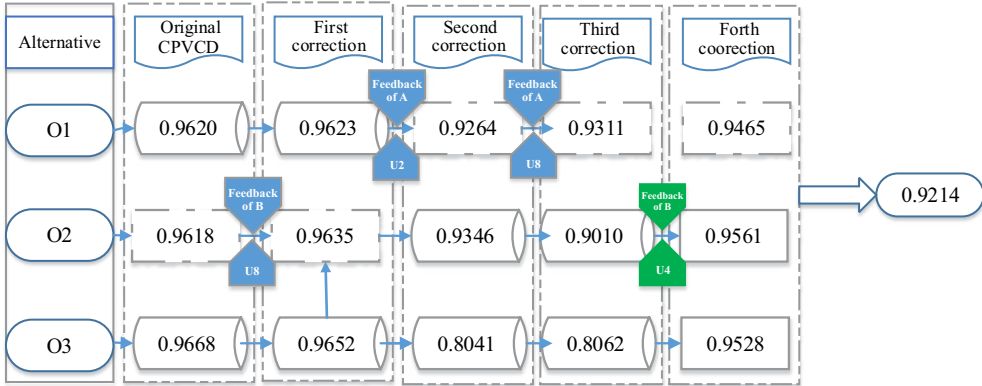 Alternative
Original
CPVCD
First
correction
Second
correction
Third
correction
Forth
coorection
Feedback
of A
Feedback
of A
O1
0.9620
0.9623
0.9264
0.9311
0.9465
U2
U8
Feedback
of B
Feedback
of B
0.9214
O2
0.9618
0.9635
0.9346
0.9010
0.9561
U8
U4
O3
0.9668
0.9652
0.8041
0.8062
0.9528